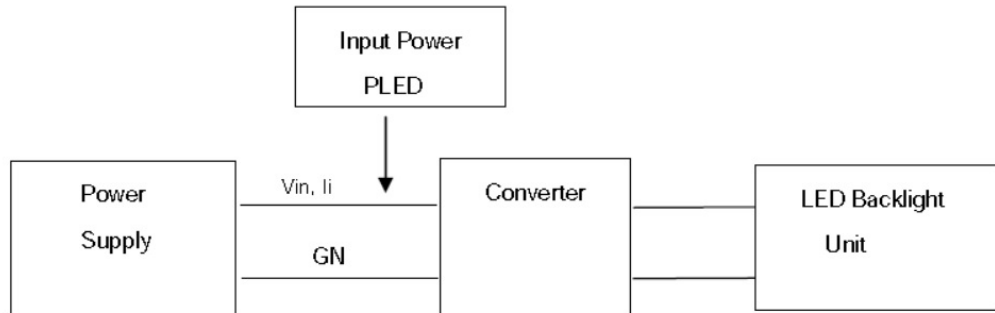 Input Power
PLED
Power
Supply
Vin, Ii
GN
Converter
LED Backlight
Unit